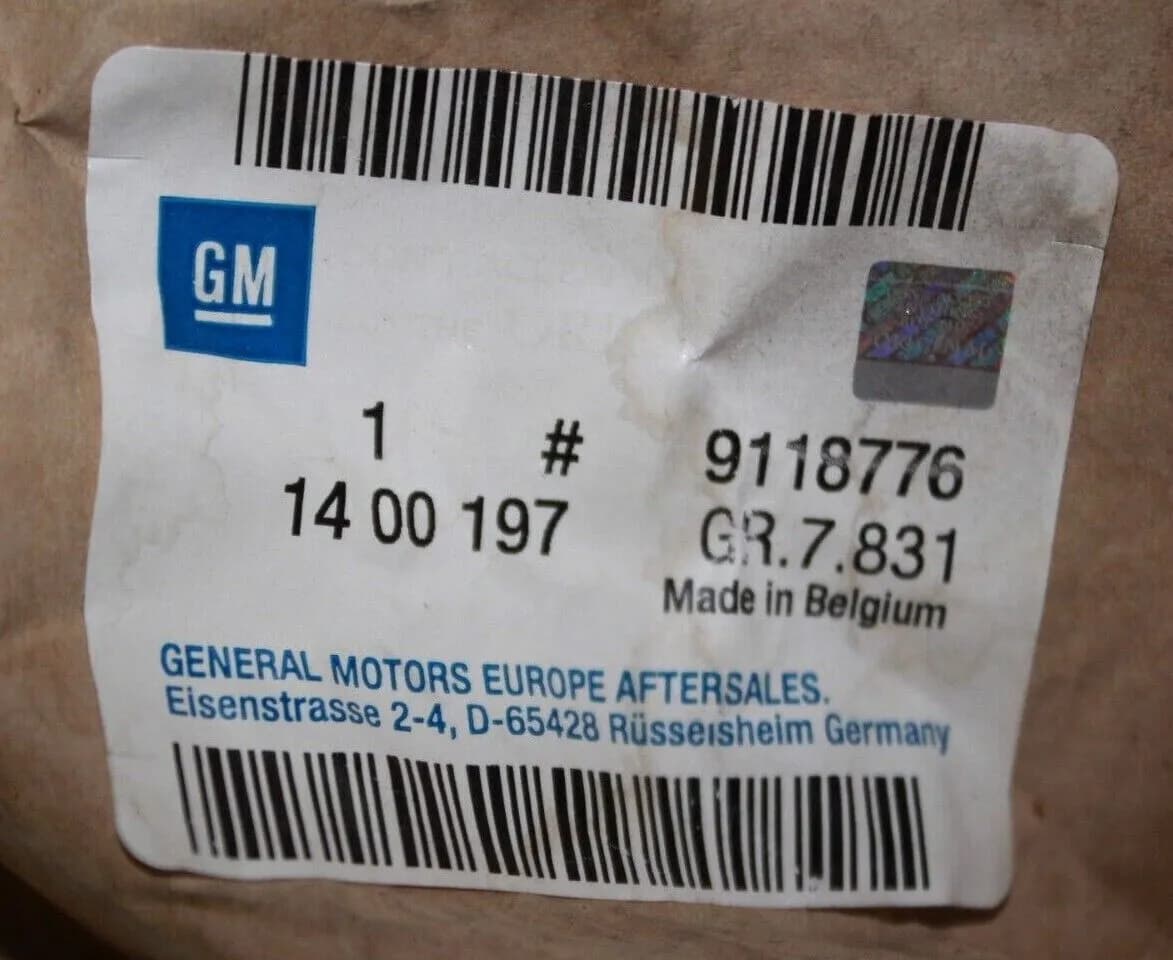 GM
1 # 9118776
14 00 197 GR.7.831
Made in Belgium
GENERAL MOTORS EUROPE AFTERSALES.
Eisenstrasse 2-4, D-65428 Rüsselsheim Germany